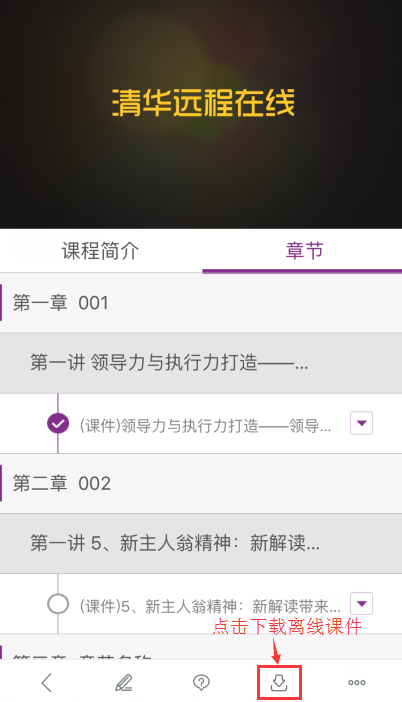 清华远程在线
课程简介 章节
第一章 001
第一讲 领导力与执行力打造——...
(课件)领导力与执行力打造——领导...
第二章 002
第一讲 5、新主人翁精神：新解读...
(课件)5、新主人翁精神：新解读带来...
点击下载离线课件